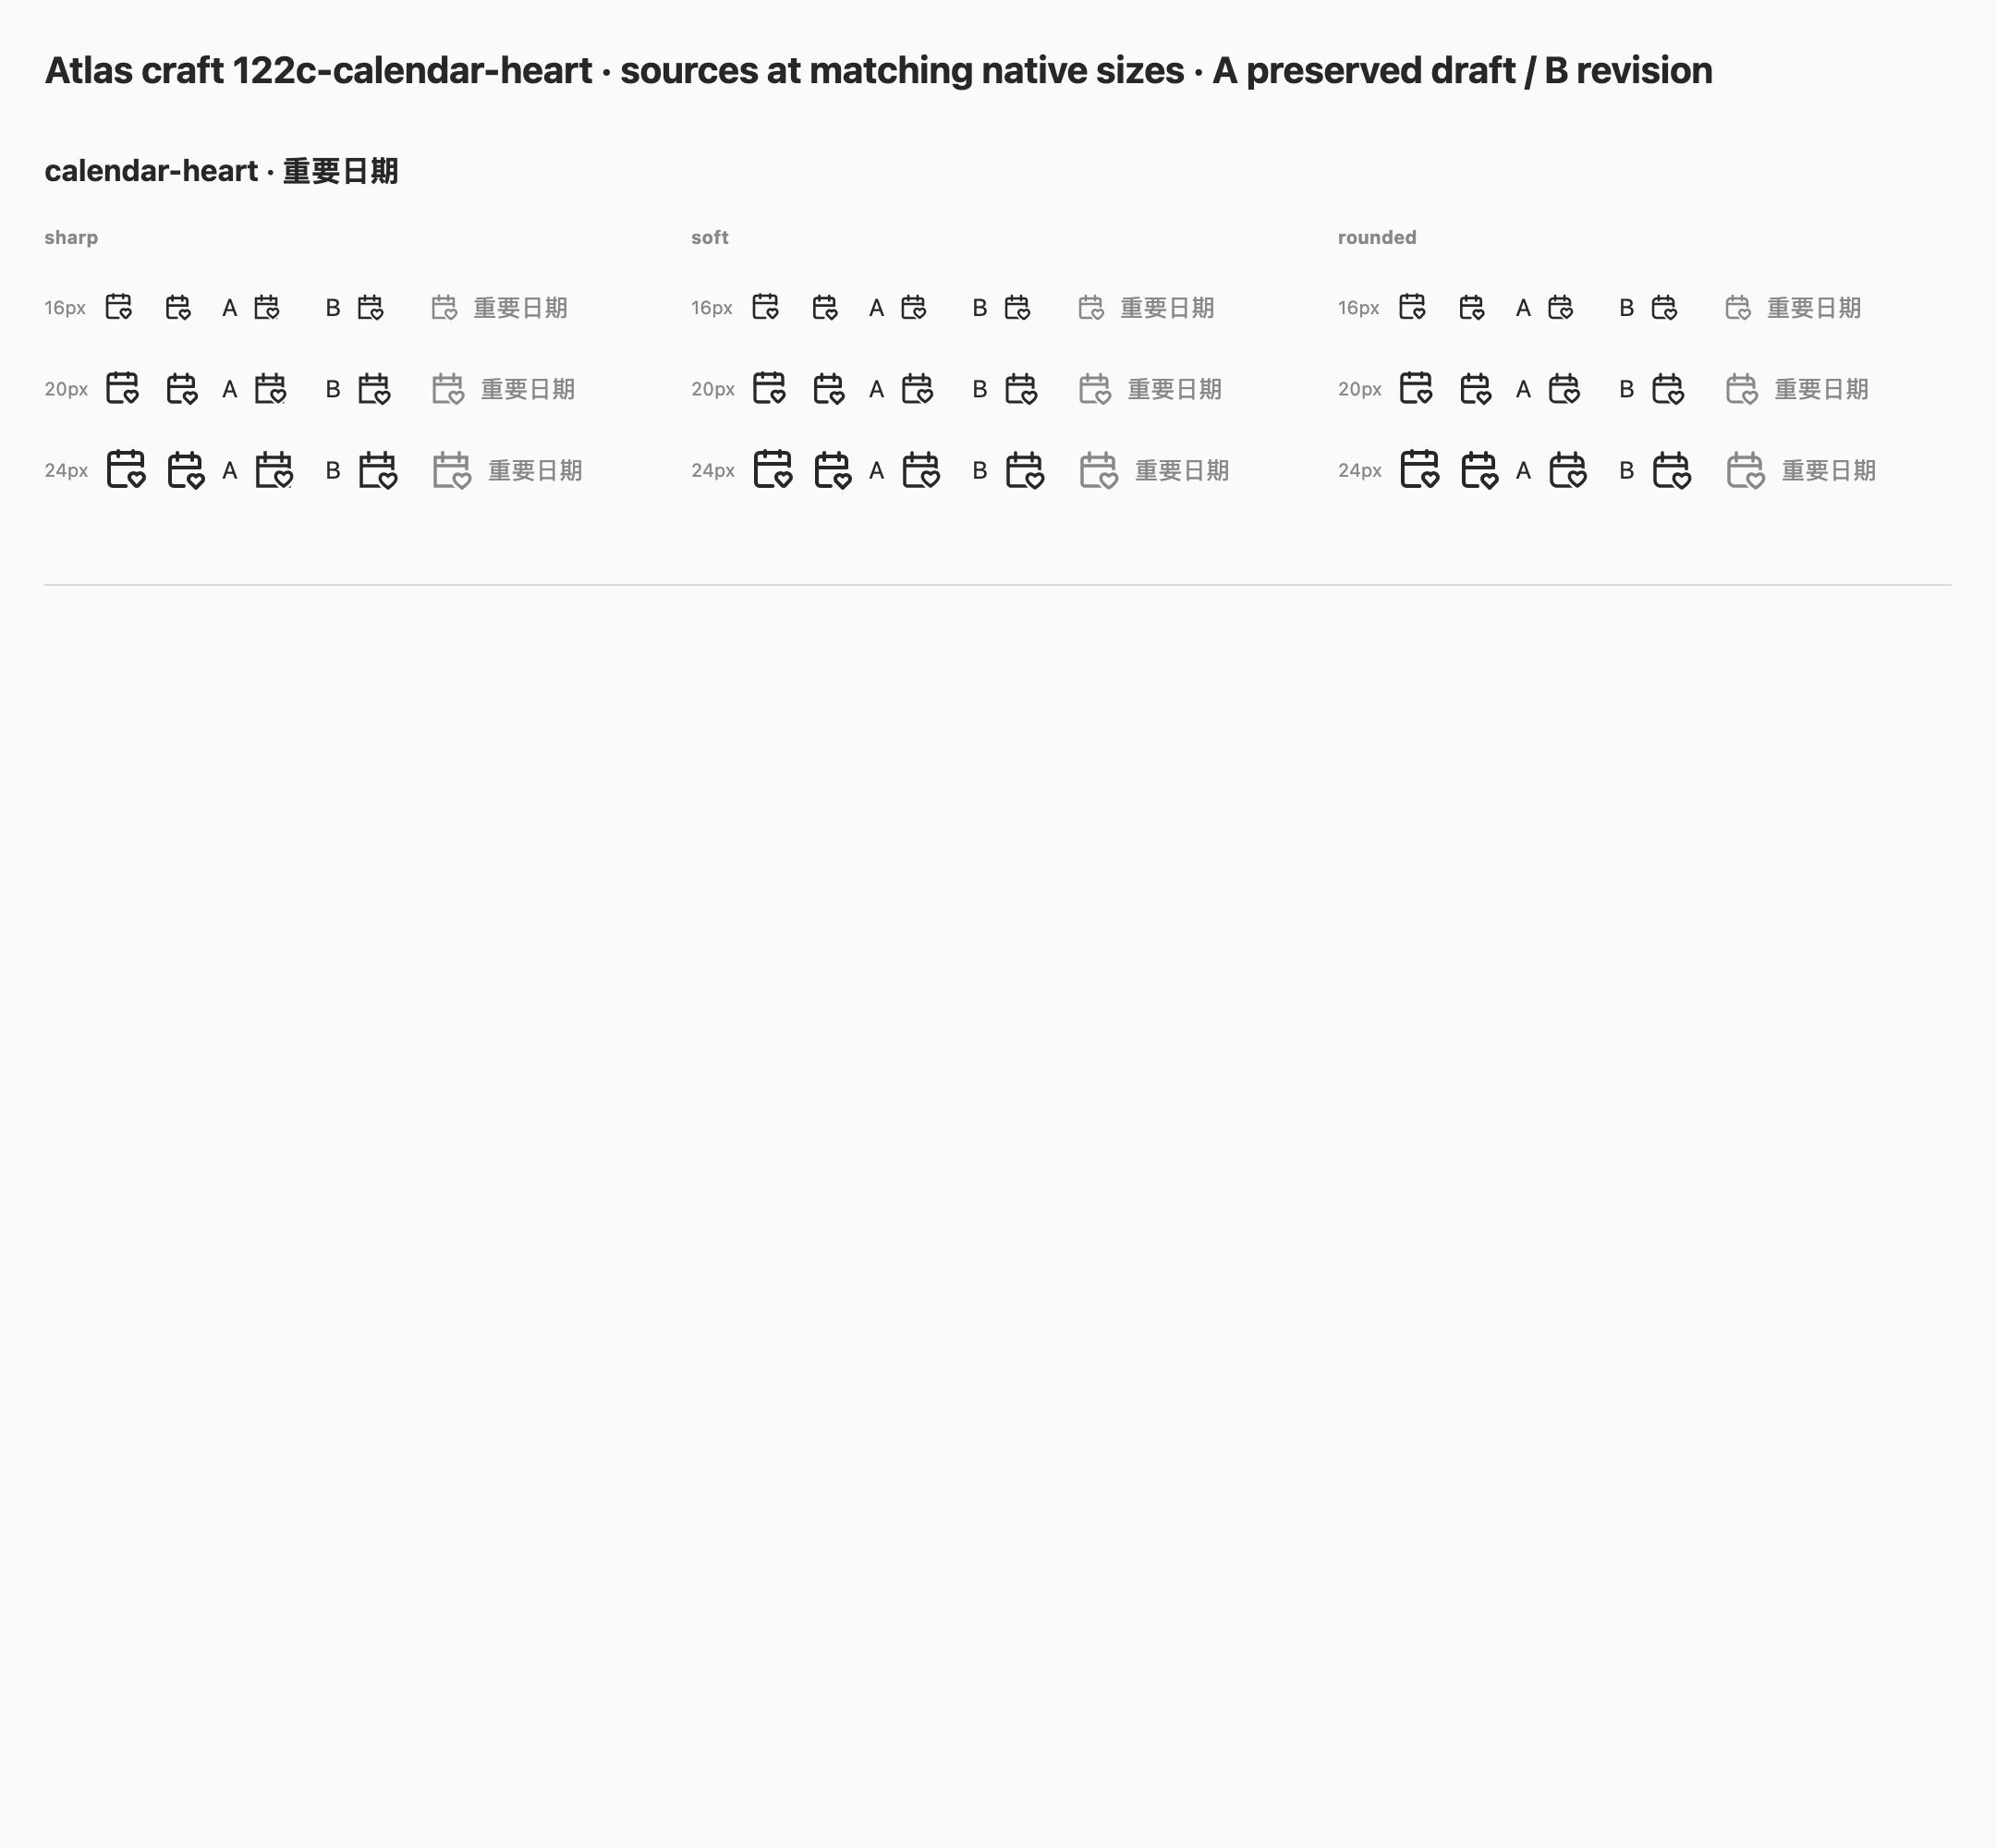 Atlas craft 122c-calendar-heart · sources at matching native sizes · A preserved draft / B revision
calendar-heart · 重要日期
sharp soft rounded
16px A B 重要日期 16px A B 重要日期 16px A B 重要日期
20px A B 重要日期 20px A B 重要日期 20px A B 重要日期
24px A B 重要日期 24px A B 重要日期 24px A B 重要日期